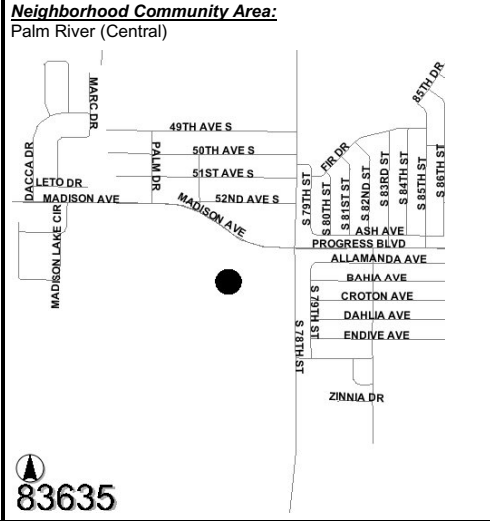 Neighborhood Community Area:
Palm River (Central)
MARC DR
85TH DR
49TH AVE S
50TH AVE S
51ST AVE S
52ND AVE S
PALM DR
FIR DR
DACCA DR
LETO DR
MADISON AVE
MADISON AVE
MADISON LAKE CIR
S 79TH ST
S 80TH ST
S 81ST ST
S 82ND ST
S 83RD ST
S 84TH ST
S 85TH ST
S 86TH ST
ASH AVE
PROGRESS BLVD
ALLAMANDA AVE
BAHIA AVE
CROTON AVE
DAHLIA AVE
ENDIVE AVE
S 79TH ST
S 78TH ST
ZINNIA DR
83635